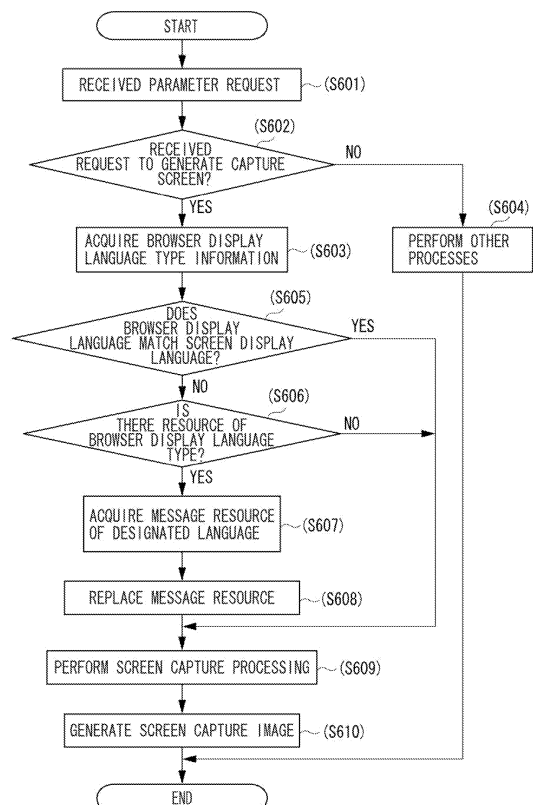 START
RECEIVED PARAMETER REQUEST
(S601)
(S602)
RECEIVED
REQUEST TO GENERATE CAPTURE
SCREEN?
NO
YES
(S604)
PERFORM OTHER
PROCESSES
ACQUIRE BROWSER DISPLAY
LANGUAGE TYPE INFORMATION
(S603)
(S605)
DOES
BROWSER DISPLAY
LANGUAGE MATCH SCREEN DISPLAY
LANGUAGE?
YES
NO
(S606)
IS
THERE RESOURCE OF
BROWSER DISPLAY LANGUAGE
TYPE?
NO
YES
ACQUIRE MESSAGE RESOURCE
OF DESIGNATED LANGUAGE
(S607)
REPLACE MESSAGE RESOURCE
(S608)
PERFORM SCREEN CAPTURE PROCESSING
(S609)
GENERATE SCREEN CAPTURE IMAGE
(S610)
END